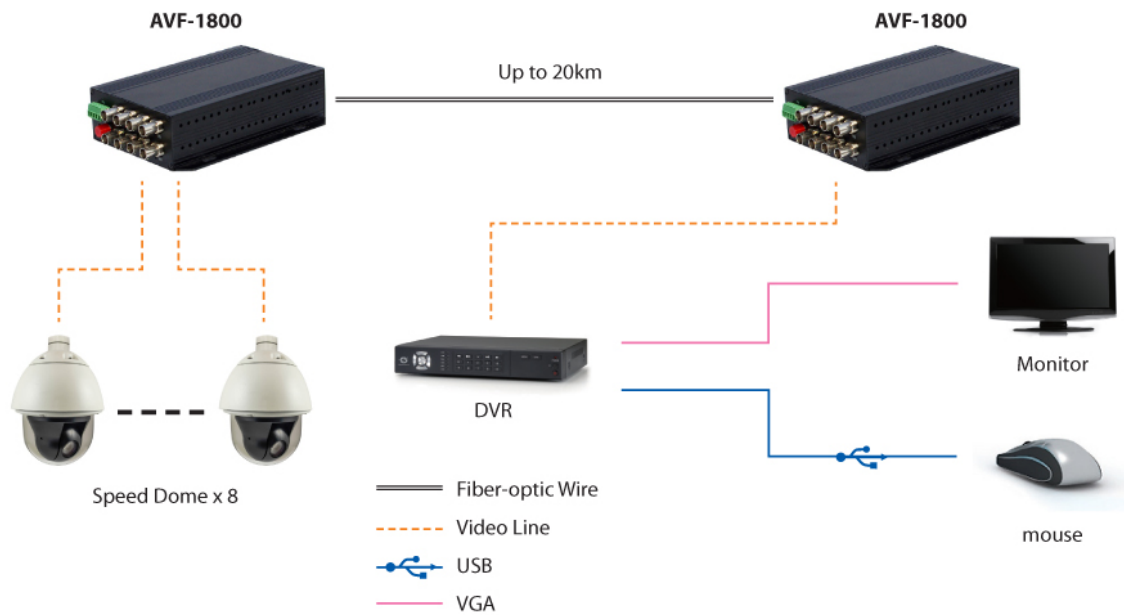 AVF-1800
AVF-1800
Up to 20km
Monitor
DVR
Speed Dome x 8
Fiber-optic Wire
mouse
Video Line
USB
VGA